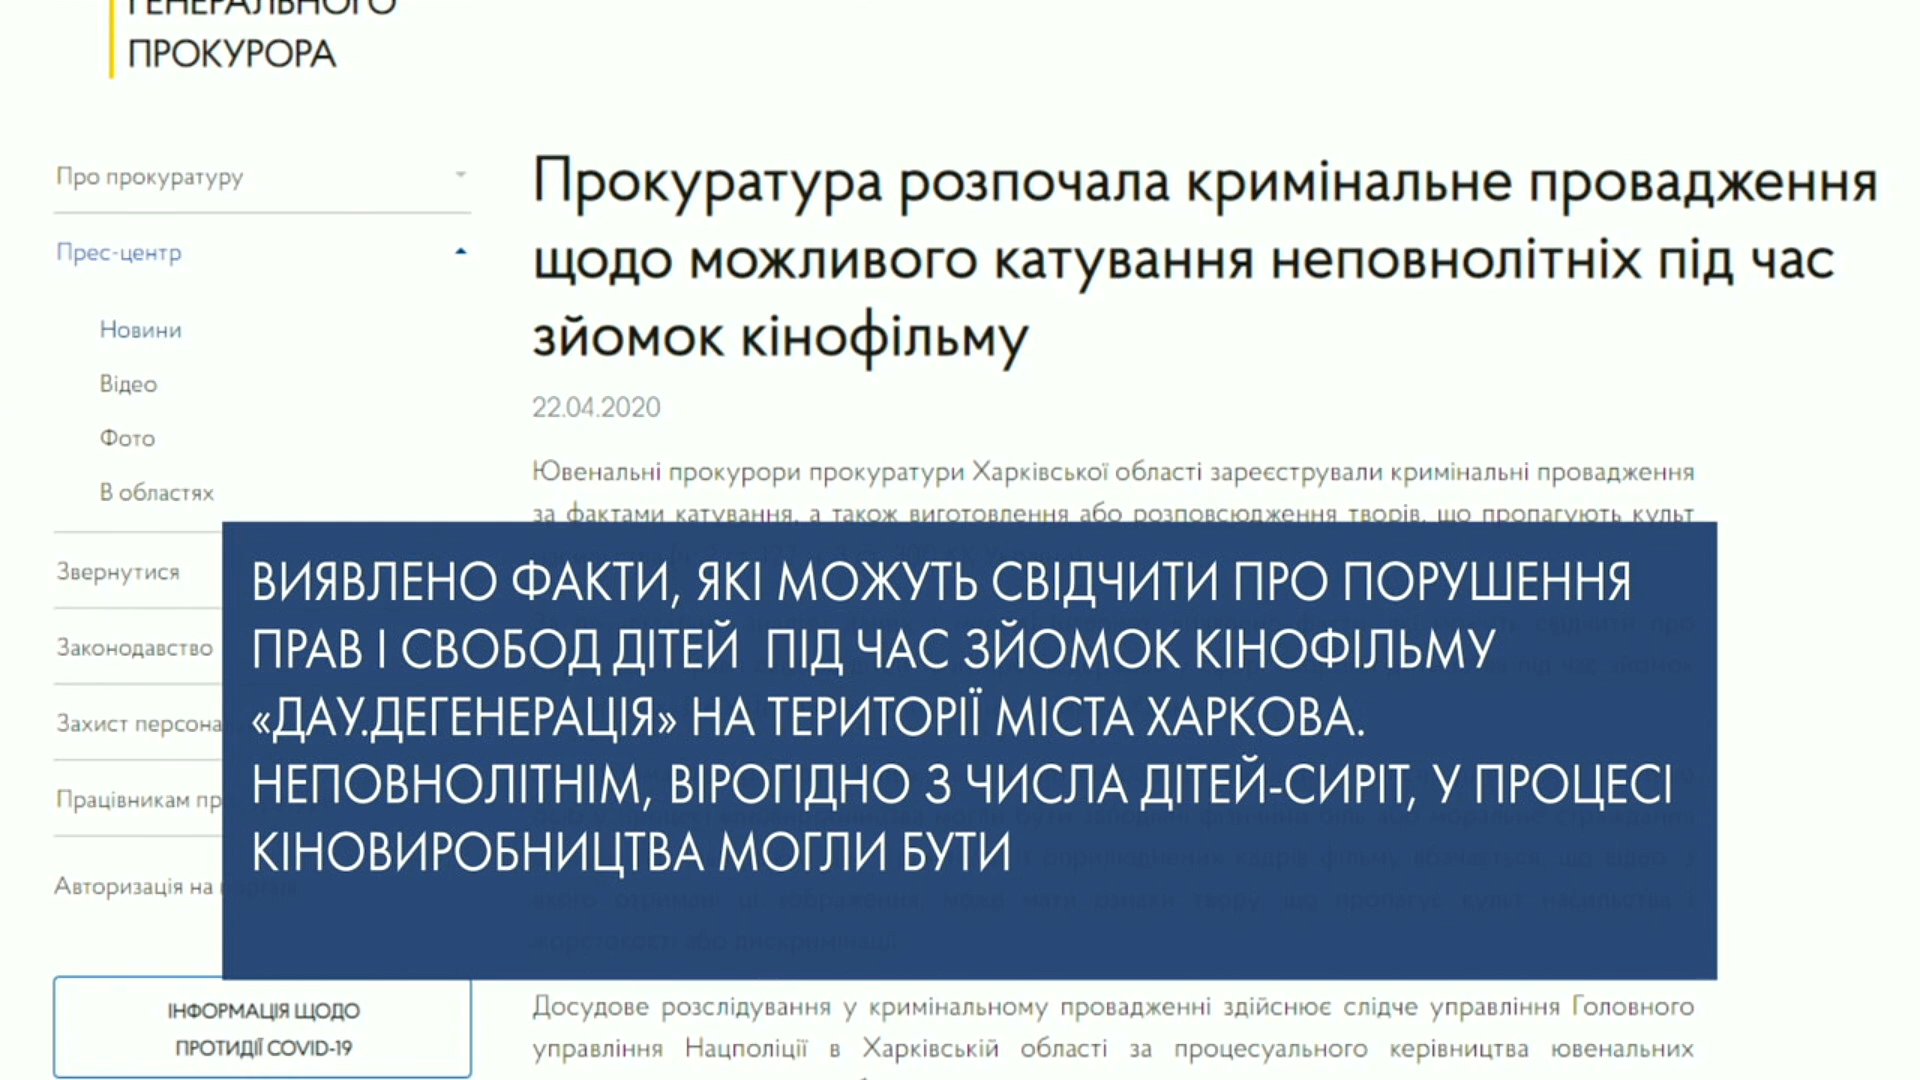 ГЕНЕРАЛЬНОГО
ПРОКУРОРА
Про прокуратуру
Прес-центр
Новини
Відео
Фото
В областях
Звернутися
Законодавство
Захист
Працівникам
Авторизація на
ІНФОРМАЦІЯ ЩОДО
ПРОТИДІЇ COVID-19
Прокуратура розпочала кримінальне провадження
щодо можливого катування неповнолітніх під час
зйомок кінофільму
22.04.2020
Ювенальні прокурори прокуратури Харківської області зареєстрували кримінальні провадження
за фактами катування, а також виготовлення або розповсюдження творів, що пропагують культ
ВИЯВЛЕНО ФАКТИ, ЯКІ МОЖУТЬ СВІДЧИТИ ПРО ПОРУШЕННЯ
ПРАВ І СВОБОД ДІТЕЙ ПІД ЧАС ЗЙОМОК КІНОФІЛЬМУ
«ДАУ.ДЕГЕНЕРАЦІЯ» НА ТЕРИТОРІЇ МІСТА ХАРКОВА.
НЕПОВНОЛІТНІМ, ВІРОГІДНО З ЧИСЛА ДІТЕЙ-СИРІТ, У ПРОЦЕСІ
КІНОВИРОБНИЦТВА МОГЛИ БУТИ
Досудове розслідування у кримінальному провадженні здійснює слідче управління Головного
управління Нацполіції в Харківській області за процесуального керівництва ювенальних